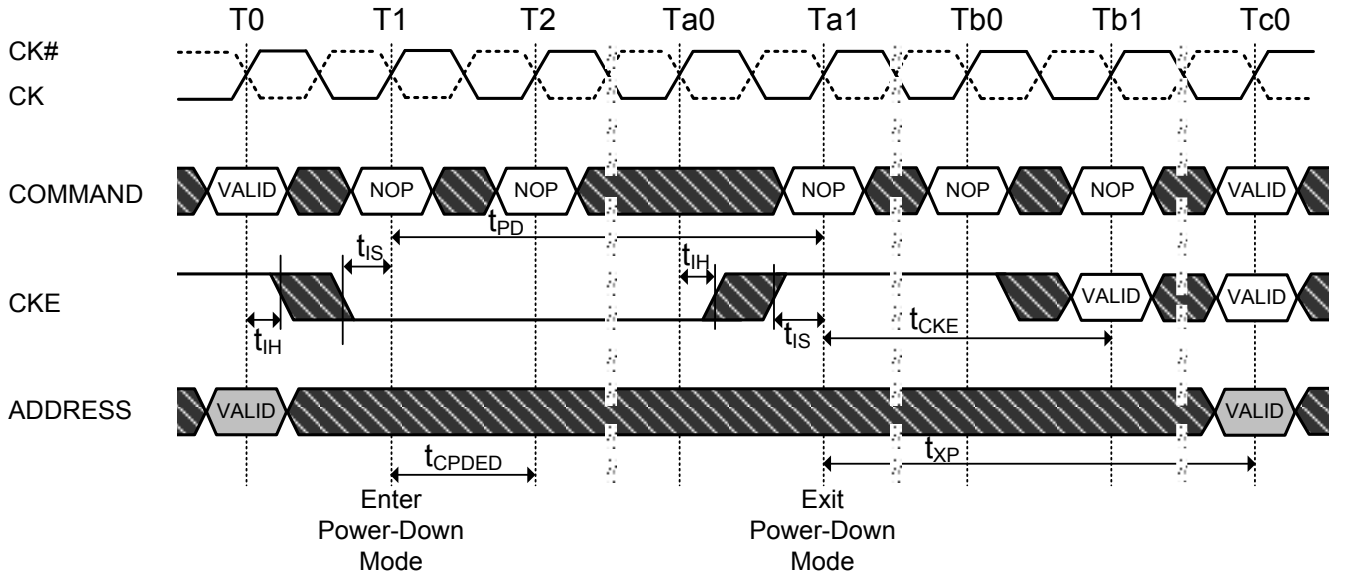 T0 T1 T2 Ta0 Ta1 Tb0 Tb1 Tc0
CK#
CK
COMMAND VALID NOP NOP NOP NOP NOP VALID
tPD
tIS tIH
CKE VALID VALID
tIH tIS tCKE
ADDRESS VALID VALID
tCPDED tXP
Enter
Power-Down
Mode
Exit
Power-Down
Mode